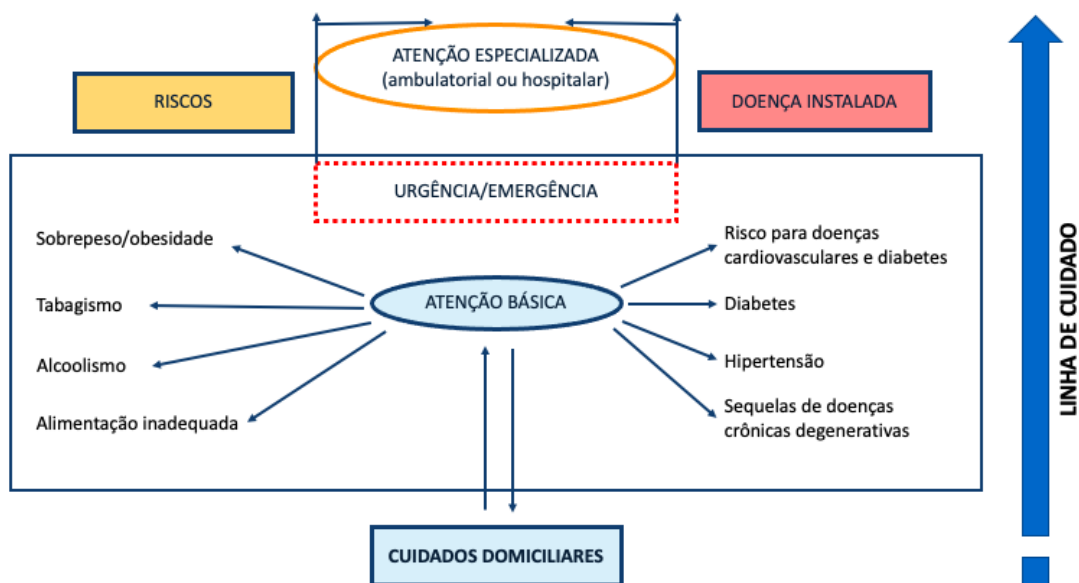 ATENÇÃO ESPECIALIZADA
(ambulatorial ou hospitalar)
RISCOS
DOENÇA INSTALADA
URGÊNCIA/EMERGÊNCIA
Sobrepeso/obesidade
Tabagismo
Alcoolismo
Alimentação inadequada
ATENÇÃO BÁSICA
Risco para doenças
cardiovasculares e diabetes
Diabetes
Hipertensão
Sequelas de doenças
crônicas degenerativas
CUIDADOS DOMICILIARES
LINHA DE CUIDADO